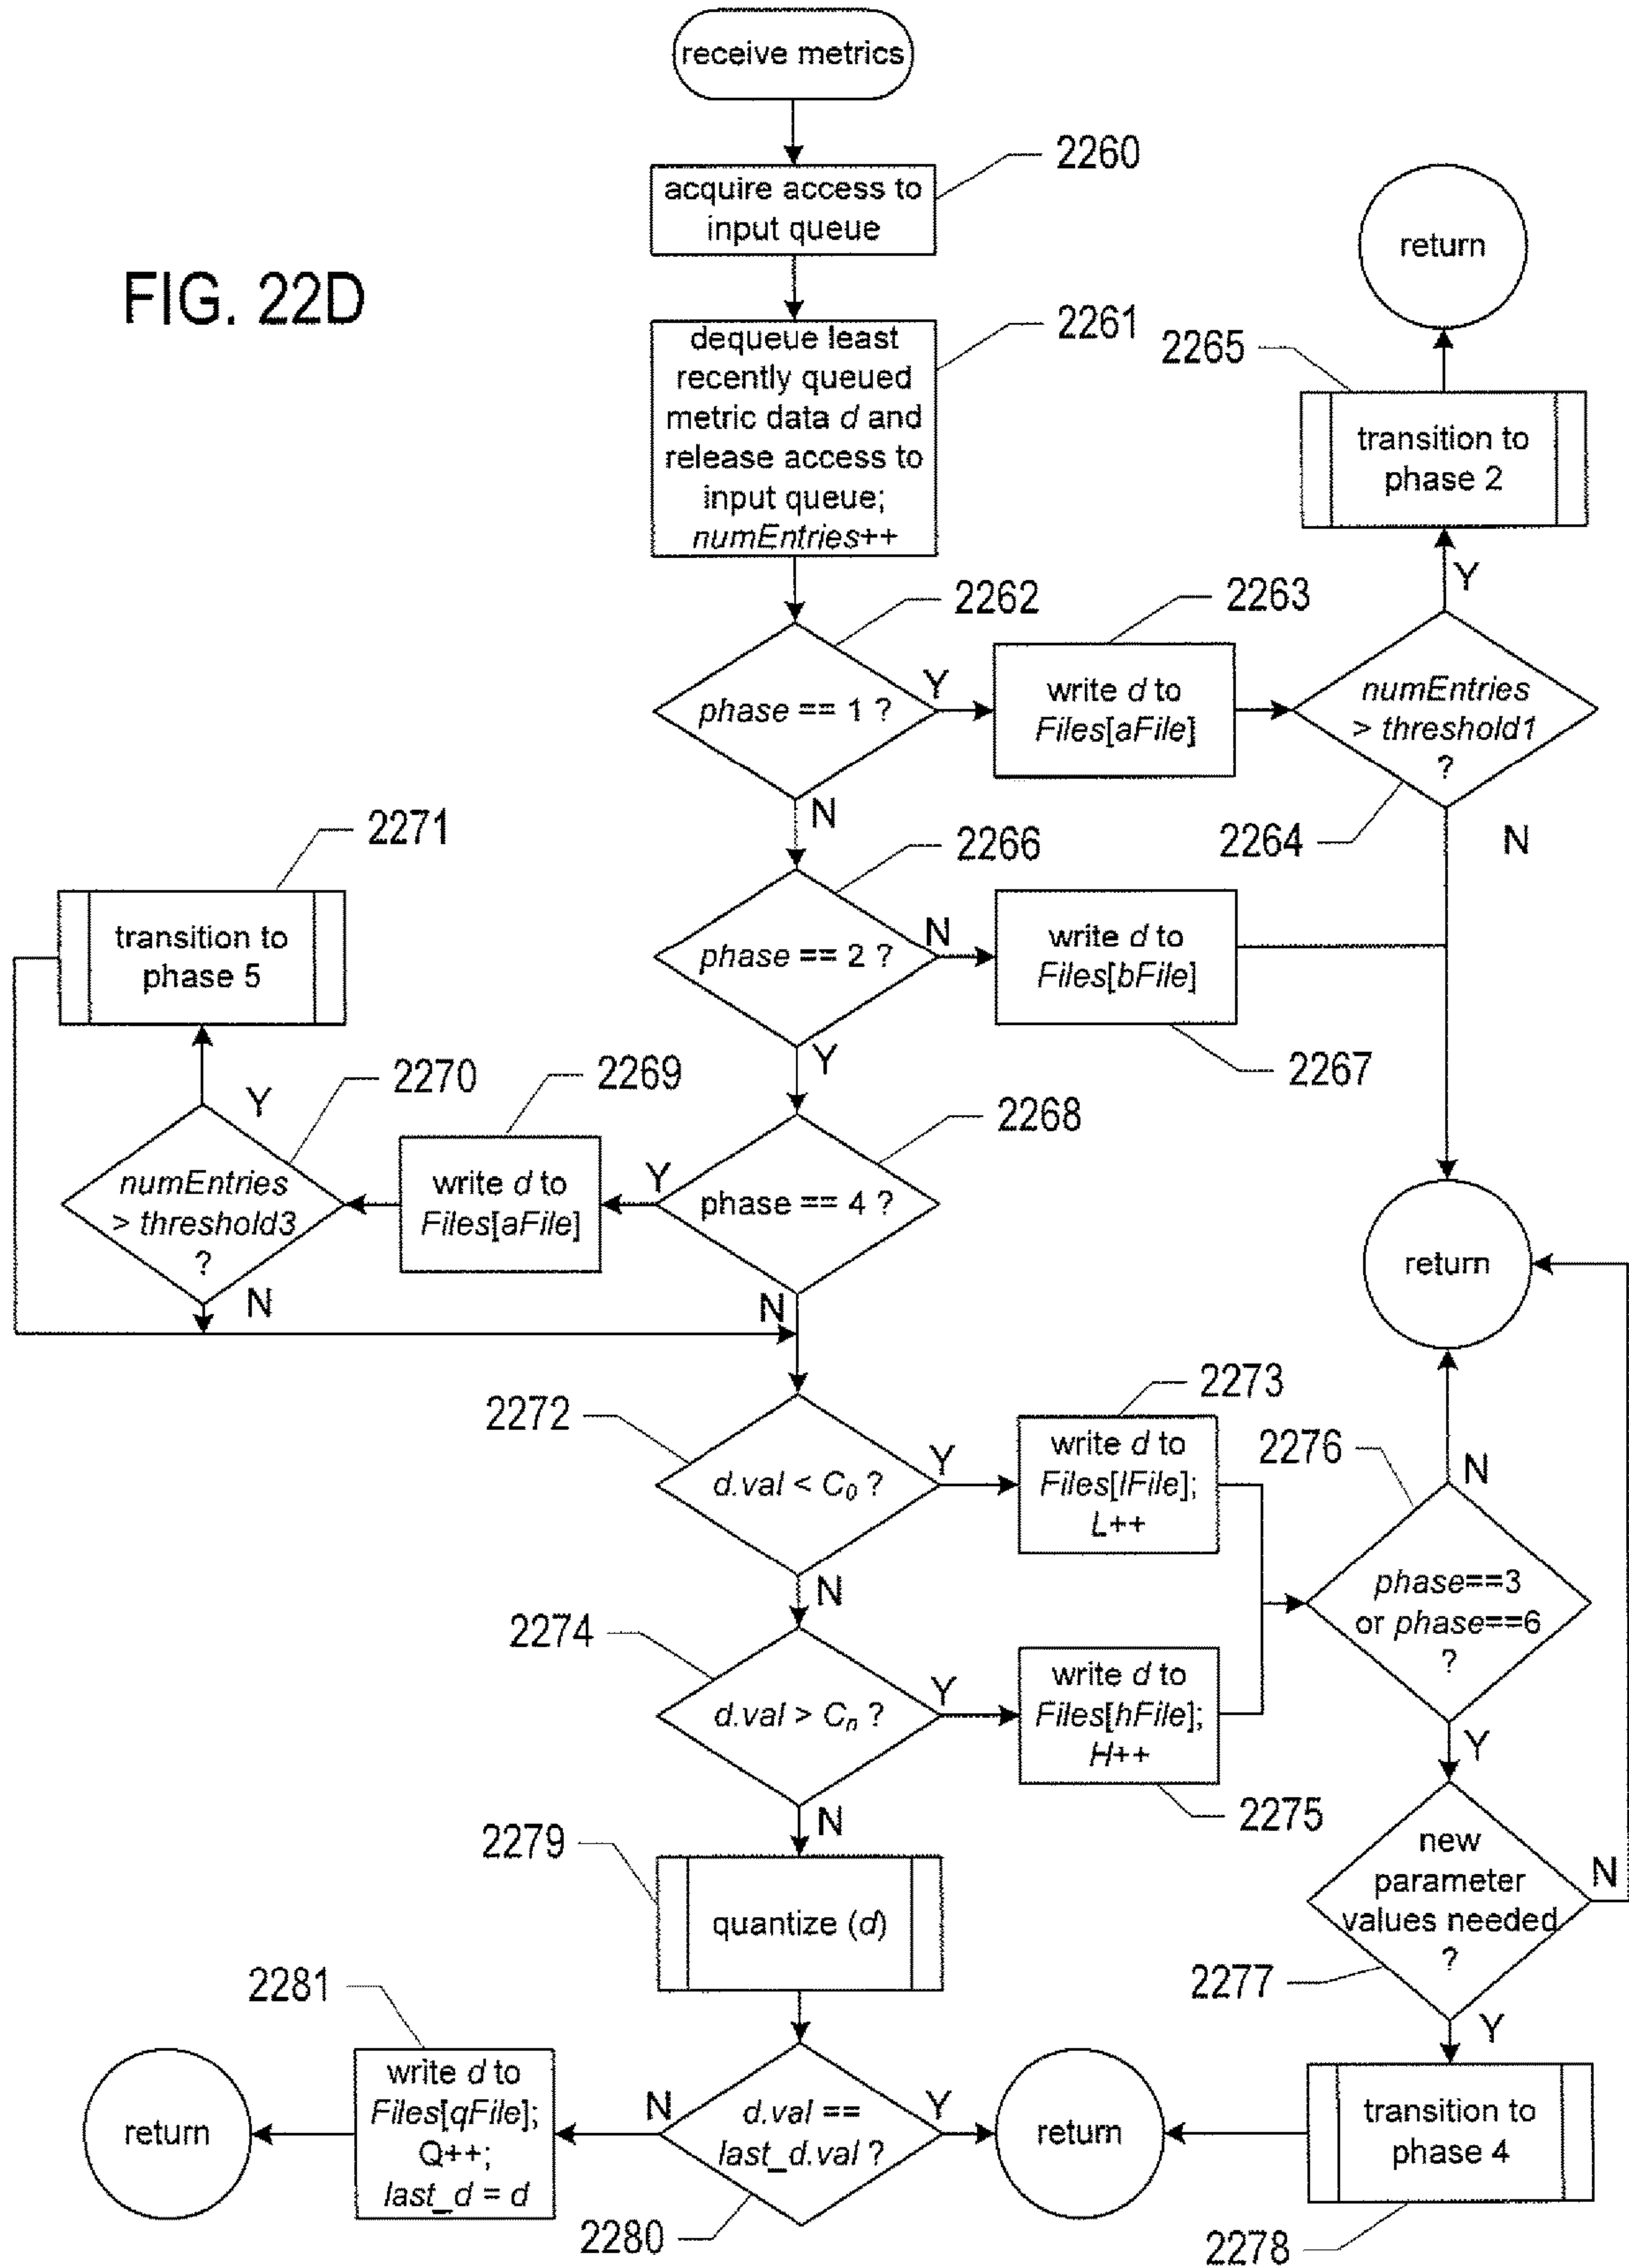 receive metrics
2260
acquire access to
input queue
return
FIG. 22D
2261
dequeue least
recently queued
metric data d and
release access to
input queue;
numEntries++
2265
transition to
phase 2
Y
2262
2263
phase == 1 ?
Y
write d to
Files[aFile]
numEntries
> threshold1
?
N
2264
N
2271
2266
transition to
phase 5
phase == 2 ?
N
write d to
Files[bFile]
2267
Y
2270
2269
2268
Y
numEntries
> threshold3
?
write d to
Files[aFile]
Y
phase == 4 ?
N
N
return
2272
2273
d.val < C0 ?
Y
write d to
Files[lFile];
L++
2276
N
N
phase==3
or phase==6
?
2274
d.val > Cn ?
Y
write d to
Files[hFile];
H++
2275
Y
N
2279
quantize (d)
new
parameter
values needed
?
N
2277
Y
2281
write d to
Files[qFile];
Q++;
last_d = d
return
N
d.val ==
last_d.val ?
Y
return
transition to
phase 4
2280
2278